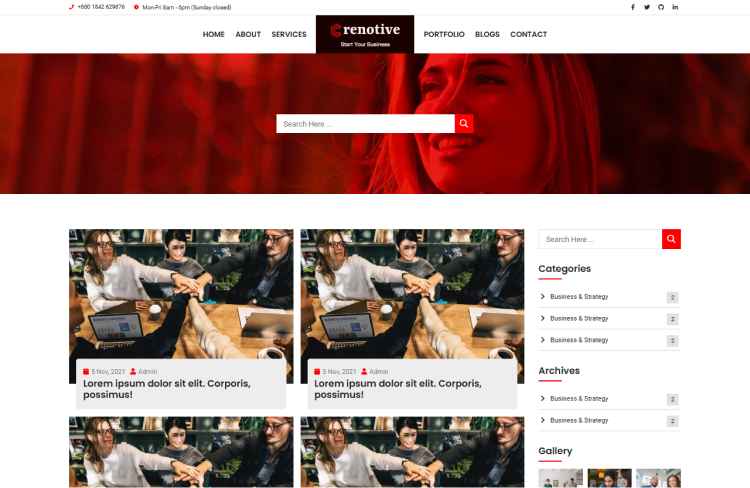 +880 1842 629876
Mon-Fri 8am - 6pm (Sunday closed)
HOME
ABOUT
SERVICES
Crenotive
Start Your Business
PORTFOLIO
BLOGS
CONTACT
Search Here ...
Search Here ...
5 Nov, 2021
Admin
Lorem ipsum dolor sit elit. Corporis,
possimus!
5 Nov, 2021
Admin
Lorem ipsum dolor sit elit. Corporis,
possimus!
Categories
Business & Strategy
2
Business & Strategy
2
Business & Strategy
2
Archives
Business & Strategy
2
Business & Strategy
2
Gallery